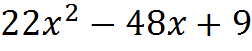 22x² − 48x + 9